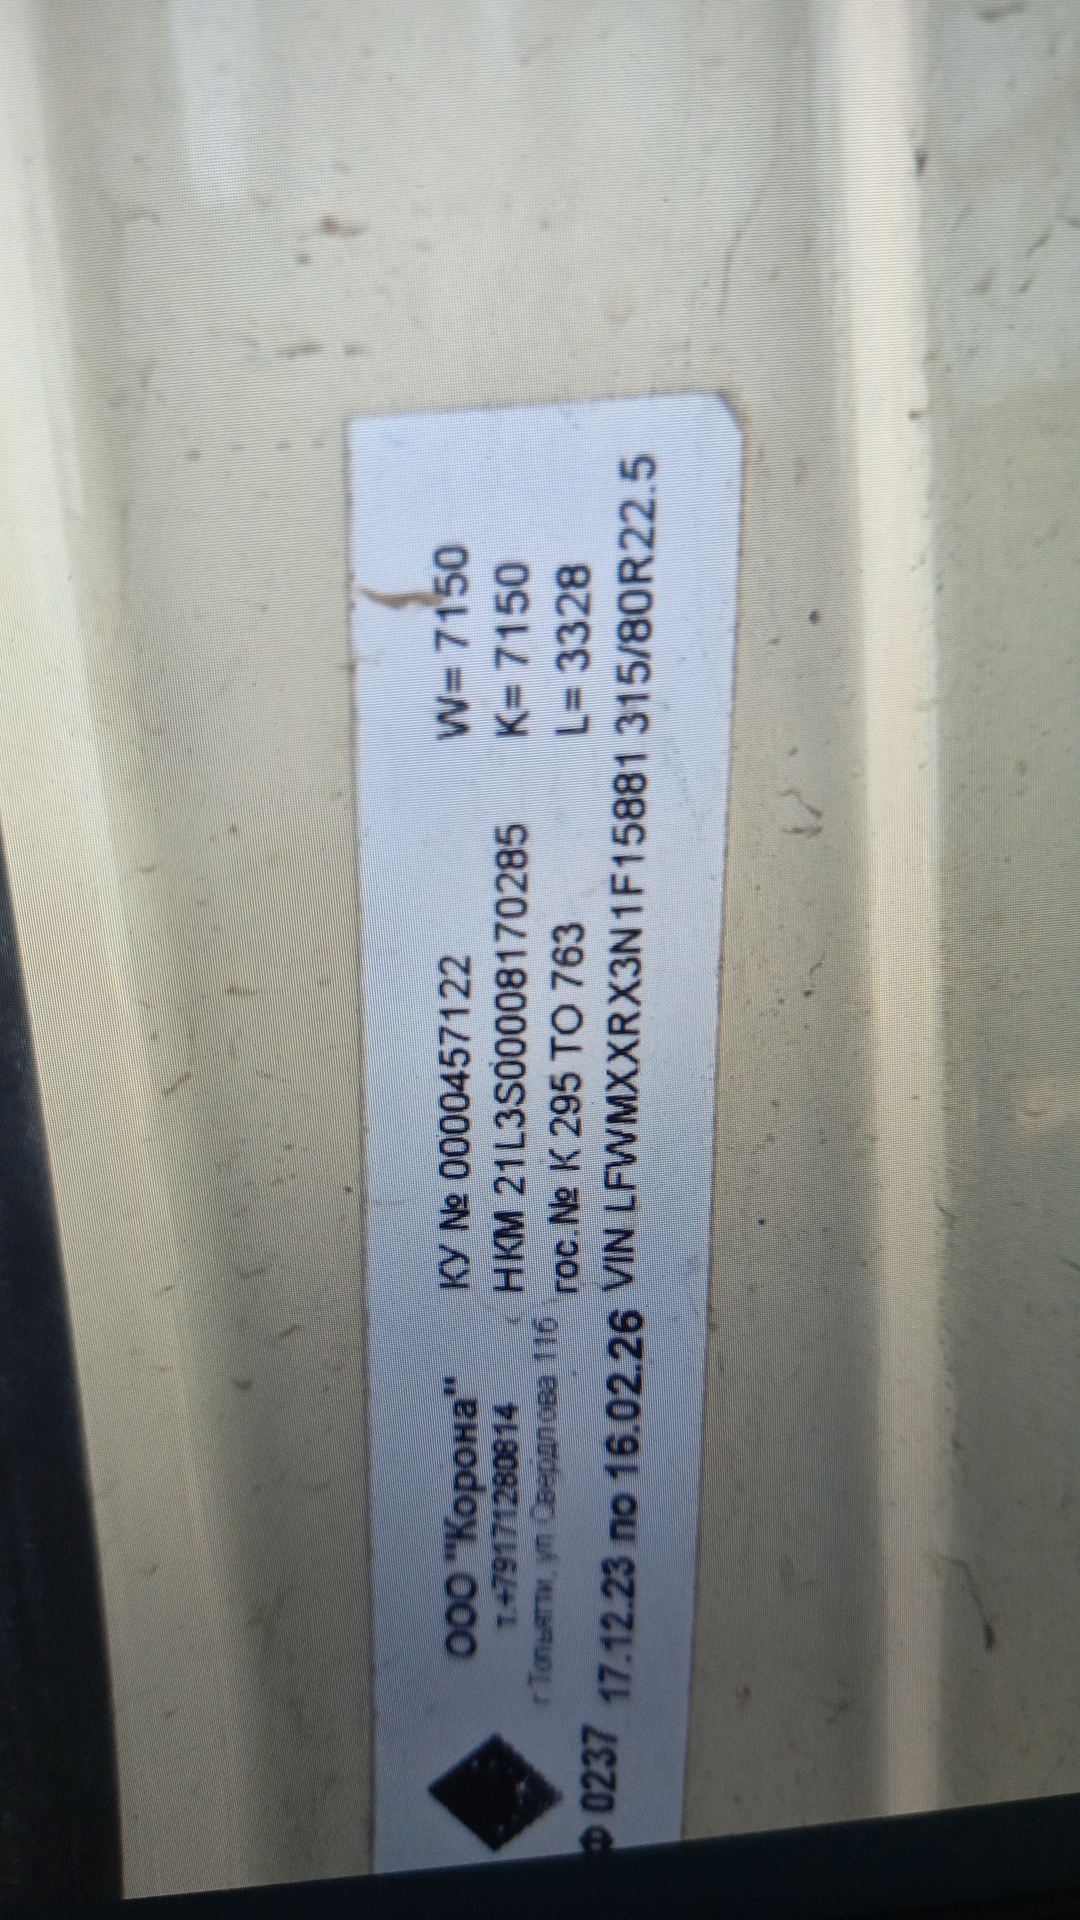 ООО "Корона" КУ № 0000457122 W= 7150
т.+79171280814 НКМ 21L3S00008170285 K= 7150
г.Тольятти, ул Свердлова 11б гос.№ К 295 ТО 763 L= 3328
Ф 0237 17.12.23 по 16.02.26 VIN LFWMXXRX3N1F15881 315/80R22.5